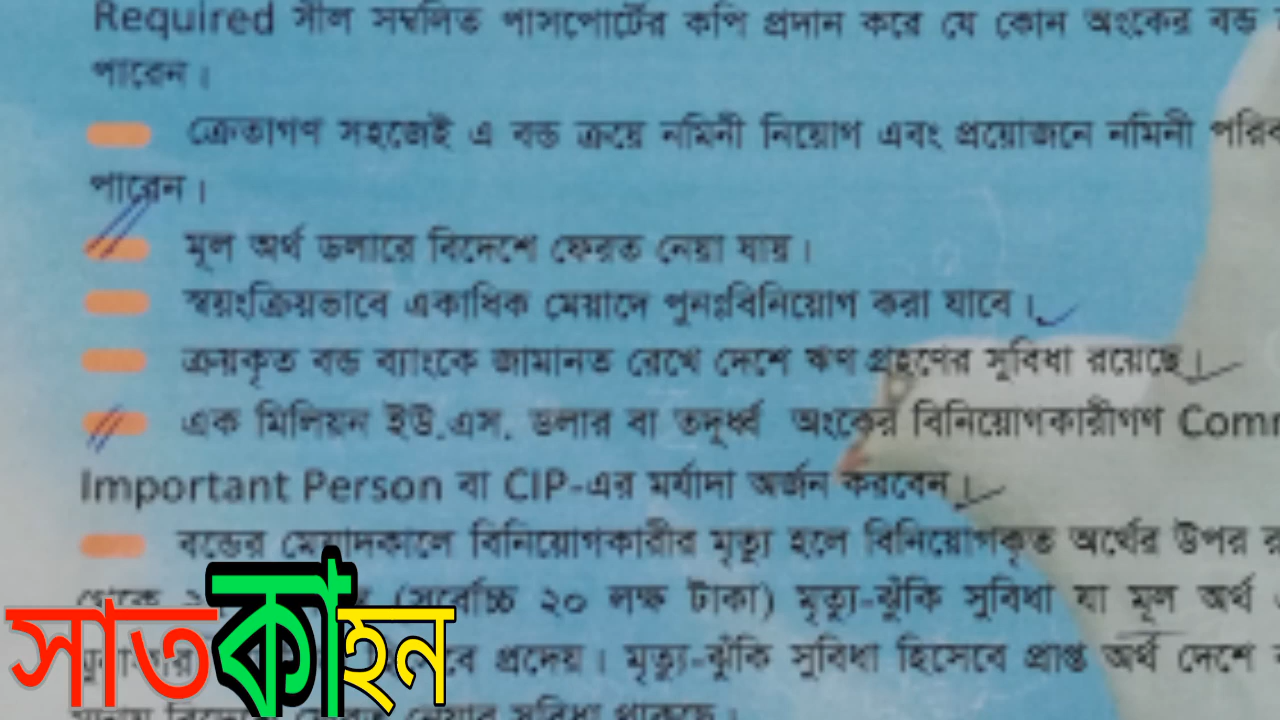 Required সীল সম্বলিত পাসপোর্টের কপি প্রদান করে যে কোন অংকের বন্ড
পারেন।
ক্রেতাগণ সহজেই এ বন্ড ক্রয়ে নমিনী নিয়োগ এবং প্রয়োজনে নমিনী
পারেন।
মূল অর্থ ডলারে বিদেশে ফেরত নেয়া যায়।
স্বয়ংক্রিয়ভাবে একাধিক মেয়াদে পুনঃবিনিয়োগ করা যাবে।
ক্রয়কৃত বন্ড ব্যাংকে জামানত রেখে দেশে ঋণ গ্রহণের সুবিধা রয়েছে।
এক মিলিয়ন ইউ.এস. ডলার বা তদূর্ধ্ব অংকের বিনিয়োগকারীগণ
Important Person বা CIP-এর মর্যাদা অর্জন করবেন।
বন্ডের মেয়াদকালে বিনিয়োগকারীর মৃত্যু হলে বিনিয়োগকৃত অর্থের উপর
থেকে (সর্বোচ্চ ২০ লক্ষ টাকা) মৃত্যু-ঝুঁকি সুবিধা যা মূল অর্থ
প্রদেয়। মৃত্যু-ঝুঁকি সুবিধা হিসেবে প্রাপ্ত অর্থ দেশে
সুবিধা থাকছে।
সাতকাহন